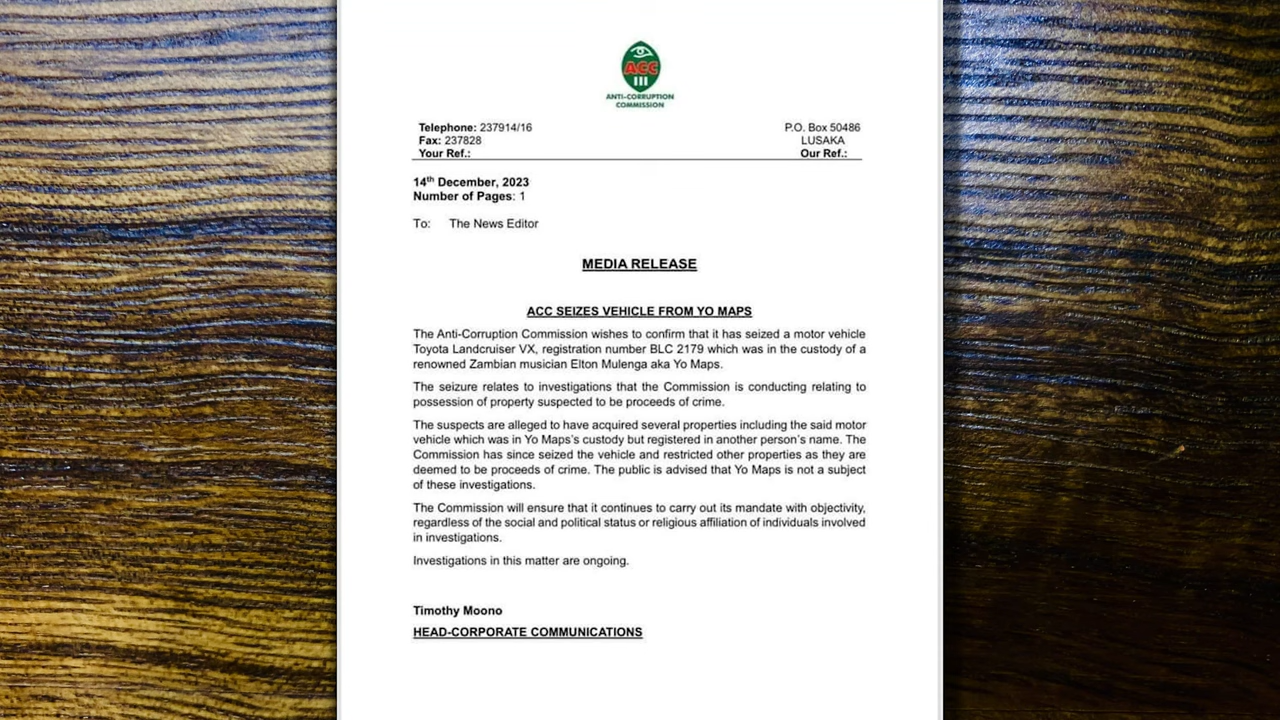 ACC
ANTI-CORRUPTION
COMMISSION
Telephone: 237914/16
Fax: 237828
Your Ref.:
P.O. Box 50486
LUSAKA
Our Ref.:
14th December, 2023
Number of Pages: 1
To: The News Editor
MEDIA RELEASE
ACC SEIZES VEHICLE FROM YO MAPS
The Anti-Corruption Commission wishes to confirm that it has seized a motor vehicle
Toyota Landcruiser VX, registration number BLC 2179 which was in the custody of a
renowned Zambian musician Elton Mulenga aka Yo Maps.
The seizure relates to investigations that the Commission is conducting relating to
possession of property suspected to be proceeds of crime.
The suspects are alleged to have acquired several properties including the said motor
vehicle which was in Yo Maps's custody but registered in another person's name. The
Commission has since seized the vehicle and restricted other properties as they are
deemed to be proceeds of crime. The public is advised that Yo Maps is not a subject
of these investigations.
The Commission will ensure that it continues to carry out its mandate with objectivity,
regardless of the social and political status or religious affiliation of individuals involved
in investigations.
Investigations in this matter are ongoing.
Timothy Moono
HEAD-CORPORATE COMMUNICATIONS